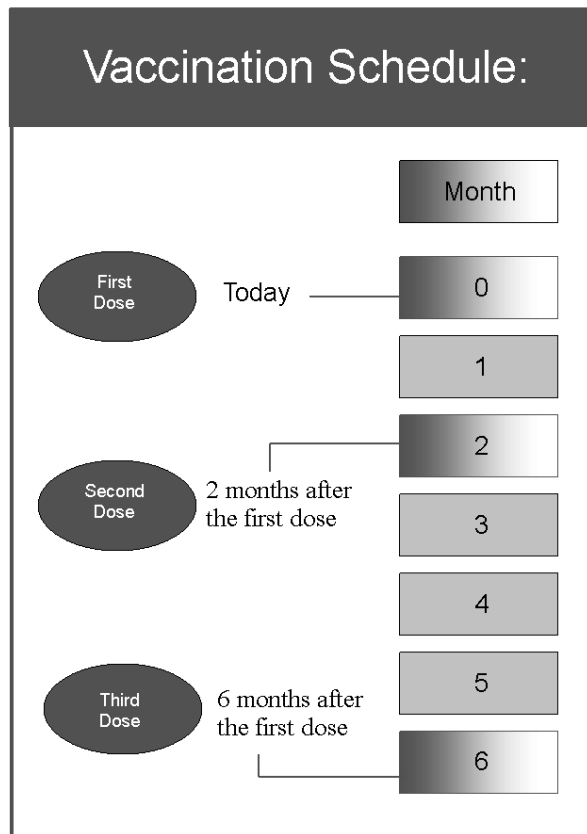 Vaccination Schedule:
Month
First
Dose
Today
0
1
2
Second
Dose
2 months after
the first dose
3
4
5
Third
Dose
6 months after
the first dose
6